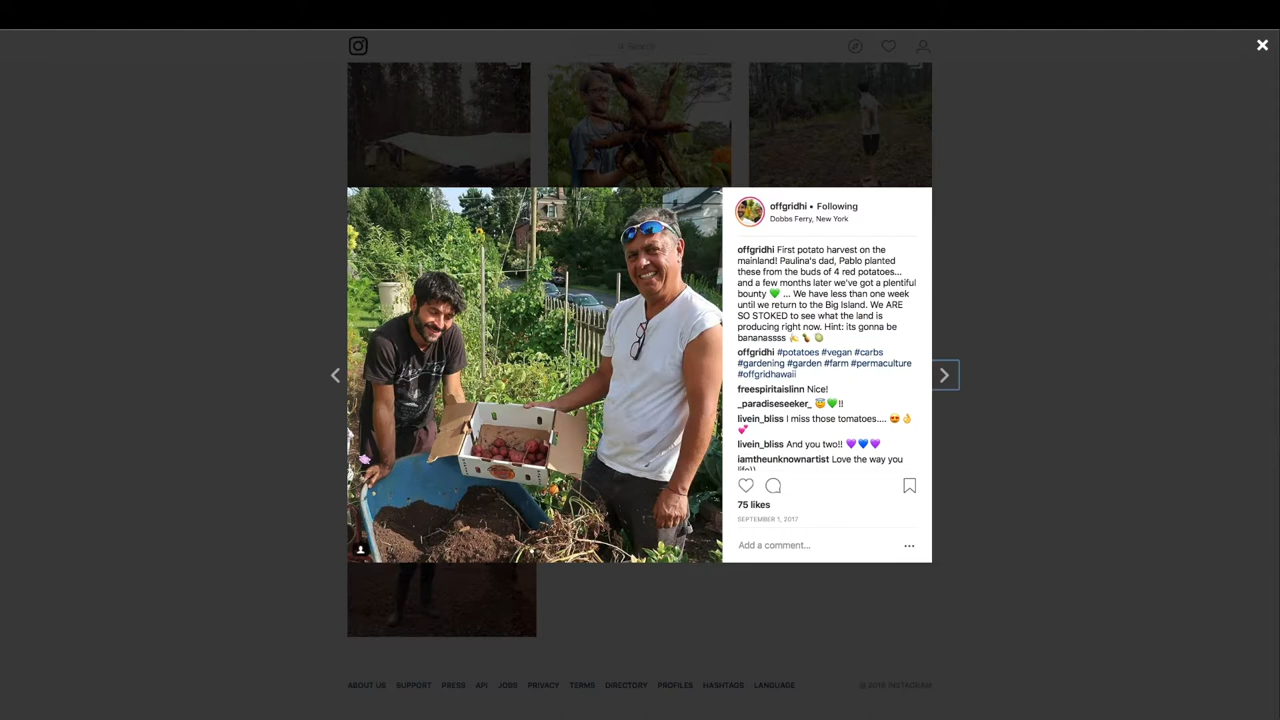 Search
offgridhi • Following
Dobbs Ferry, New York
offgridhi First potato harvest on the
mainland! Paulina's dad, Pablo planted
these from the buds of 4 red potatoes...
and a few months later we've got a plentiful
bounty 💚 ... We have less than one week
until we return to the Big Island. We ARE
SO STOKED to see what the land is
producing right now. Hint: its gonna be
bananassss 🍌 🍍 🥝
offgridhi #potatoes #vegan #carbs
#gardening #garden #farm #permaculture
#offgridhawaii
freespiritaislinn Nice!
_paradiseseeker_ 😇💚!!
livein_bliss I miss those tomatoes.... 😍👌
💕
livein_bliss And you two!! 💜💙💜
iamtheunknownartist Love the way you
life))
75 likes
SEPTEMBER 1, 2017
Add a comment...
ABOUT US SUPPORT PRESS API JOBS PRIVACY TERMS DIRECTORY PROFILES HASHTAGS LANGUAGE
© 2018 INSTAGRAM